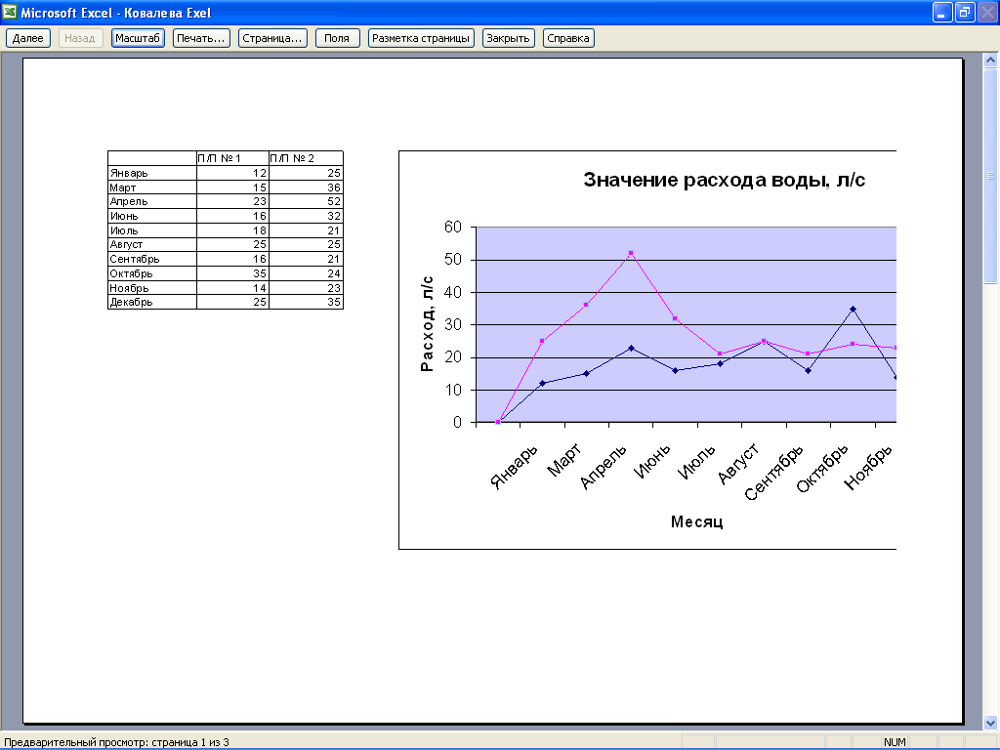 Microsoft Excel - Ковалева Exel
Далее Назад Масштаб Печать... Страница... Поля Разметка страницы Закрыть Справка
П/П № 1 П/П № 2
Январь 12 25
Март 15 36
Апрель 23 52
Июнь 16 32
Июль 18 21
Август 25 25
Сентябрь 16 21
Октябрь 35 24
Ноябрь 14 23
Декабрь 25 35
Значение расхода воды, л/с
Расход, л/с
60
50
40
30
20
10
0
Январь Март Апрель Июнь Июль Август Сентябрь Октябрь Ноябрь
Месяц
Предварительный просмотр: страница 1 из 3 NUM